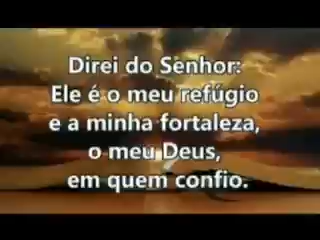 Direi do Senhor:
Ele é o meu refúgio
e a minha fortaleza,
o meu Deus,
em quem confio.